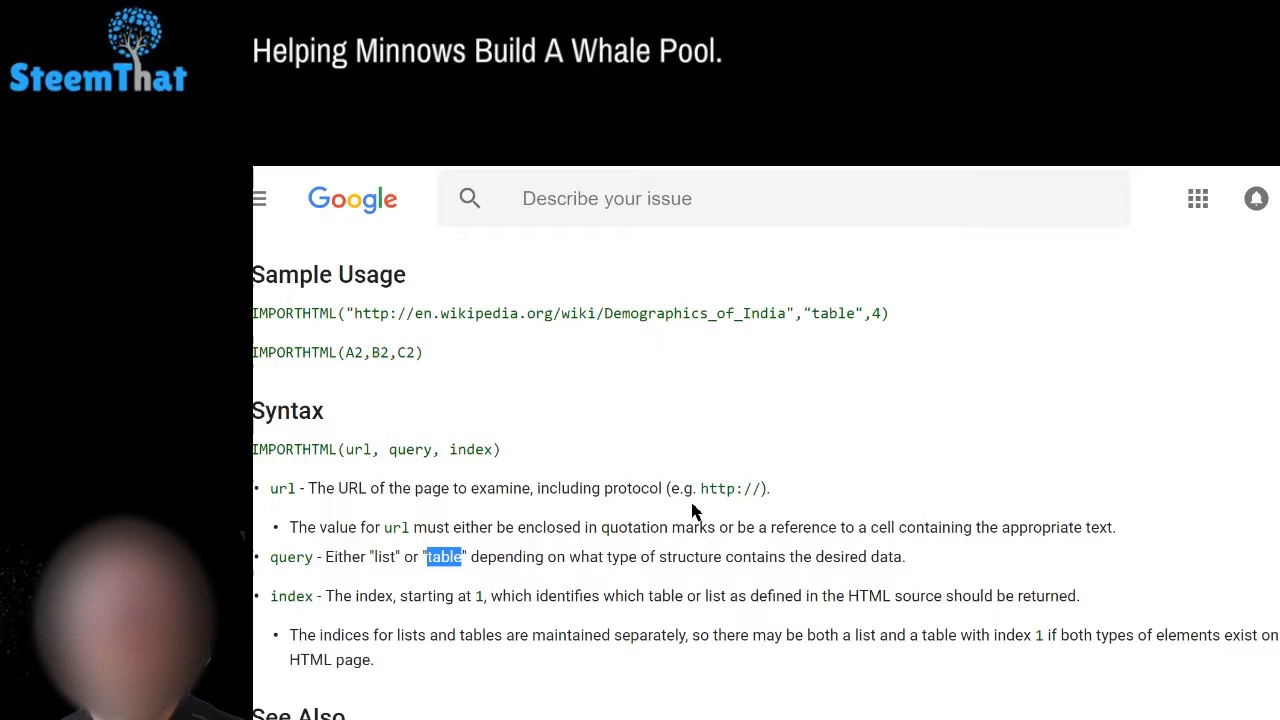 SteemThat
Helping Minnows Build A Whale Pool.
Google
Describe your issue
Sample Usage
IMPORTHTML("http://en.wikipedia.org/wiki/Demographics_of_India","table",4)
IMPORTHTML(A2,B2,C2)
Syntax
IMPORTHTML(url, query, index)
• url - The URL of the page to examine, including protocol (e.g. http://).
• The value for url must either be enclosed in quotation marks or be a reference to a cell containing the appropriate text.
• query - Either "list" or "table" depending on what type of structure contains the desired data.
• index - The index, starting at 1, which identifies which table or list as defined in the HTML source should be returned.
• The indices for lists and tables are maintained separately, so there may be both a list and a table with index 1 if both types of elements exist on
HTML page.
See Also